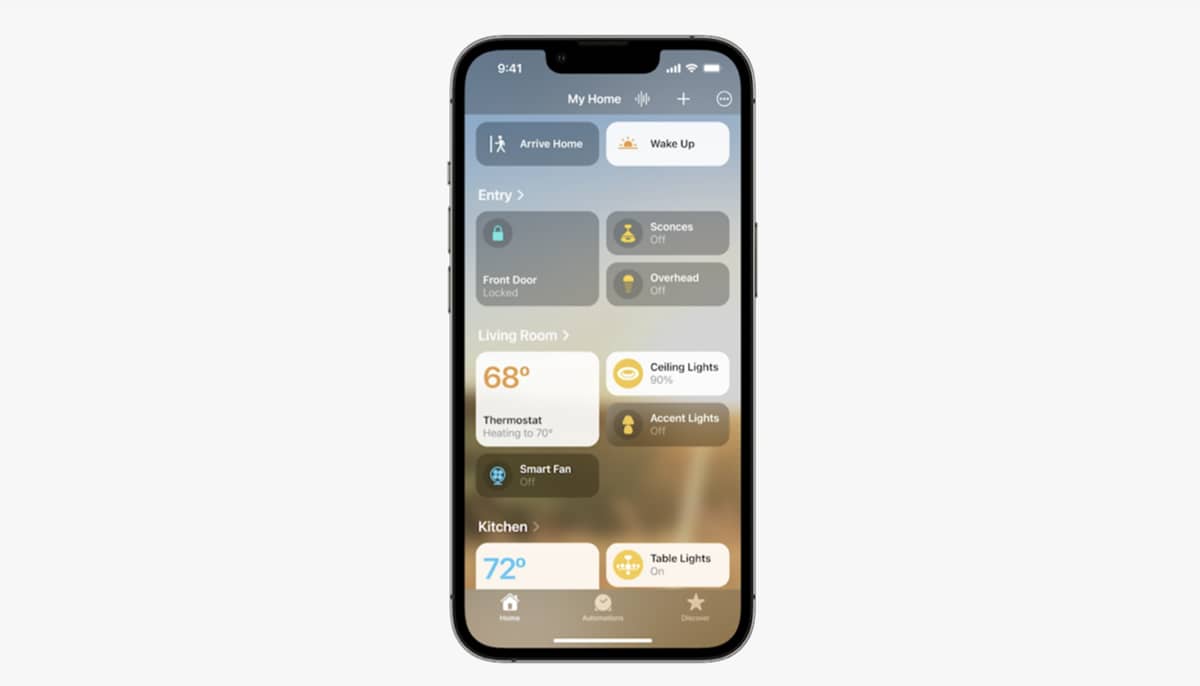 9:41
My Home
Arrive Home
Wake Up
Entry
Front Door
Locked
Sconces
Off
Overhead
Off
Living Room
68°
Thermostat
Heating to 70°
Ceiling Lights
90%
Accent Lights
Off
Smart Fan
Off
Kitchen
72°
Table Lights
On
Home
Automations
Discover